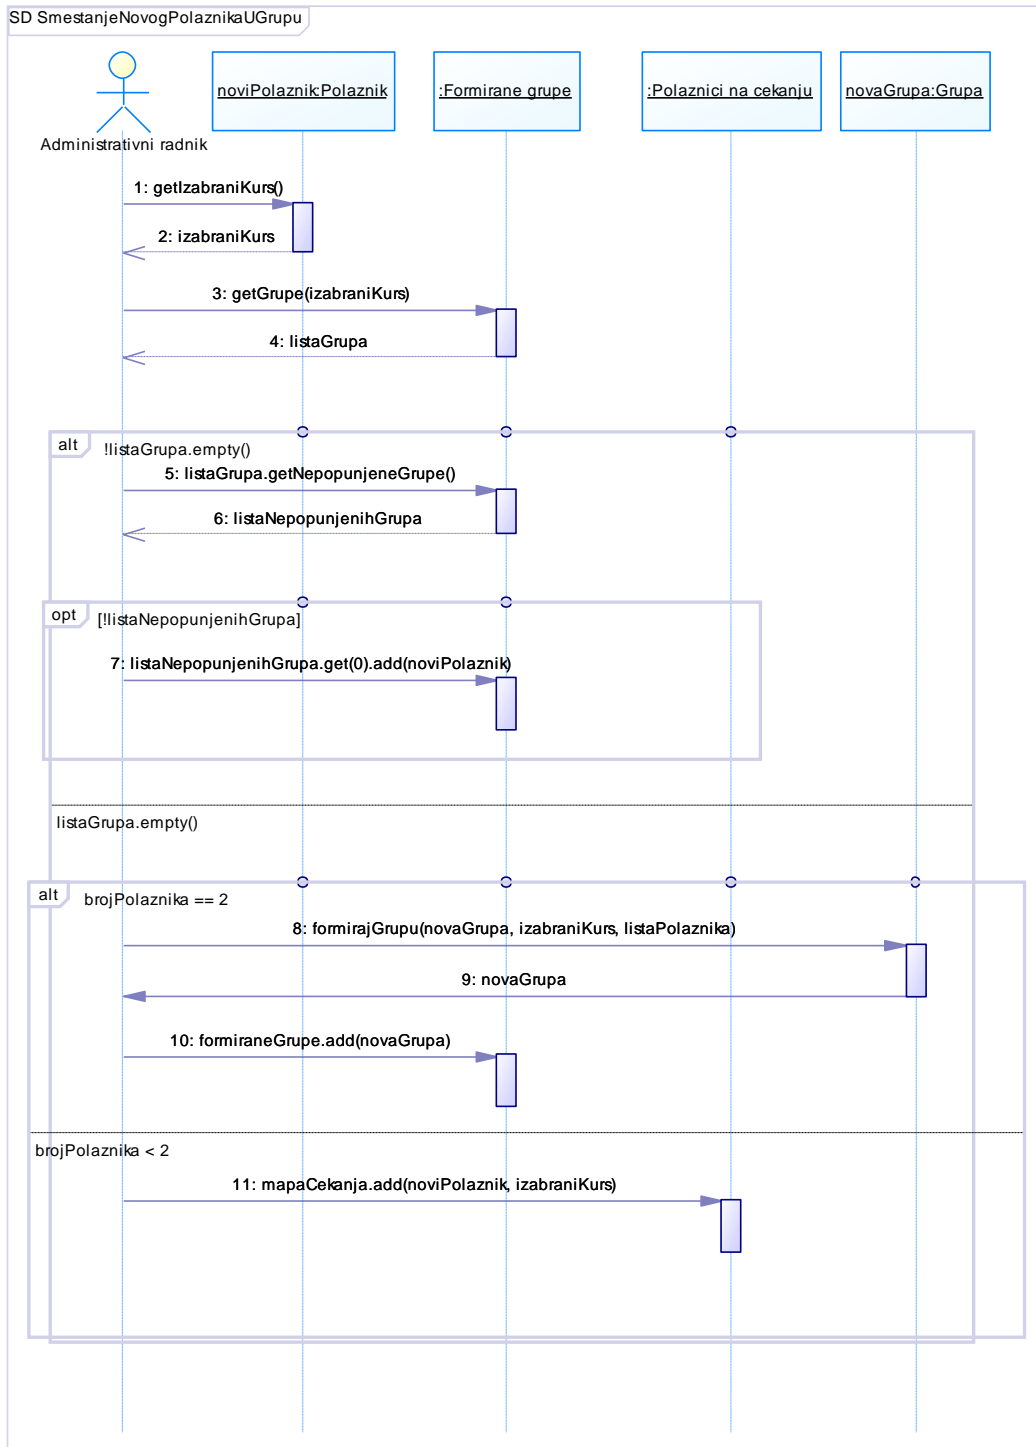 SD SmestanjeNovogPolaznikaUGrupu
noviPolaznik:Polaznik
:Formirane grupe
:Polaznici na cekanju
novaGrupa:Grupa
Administrativni radnik
1: getIzabraniKurs()
2: izabraniKurs
3: getGrupe(izabraniKurs)
4: listaGrupa
alt
!listaGrupa.empty()
5: listaGrupa.getNepopunjeneGrupe()
6: listaNepopunjenihGrupa
opt
[!listaNepopunjenihGrupa]
7: listaNepopunjenihGrupa.get(0).add(noviPolaznik)
listaGrupa.empty()
alt
brojPolaznika == 2
8: formirajGrupu(novaGrupa, izabraniKurs, listaPolaznika)
9: novaGrupa
10: formiraneGrupe.add(novaGrupa)
brojPolaznika < 2
11: mapaCekanja.add(noviPolaznik, izabraniKurs)